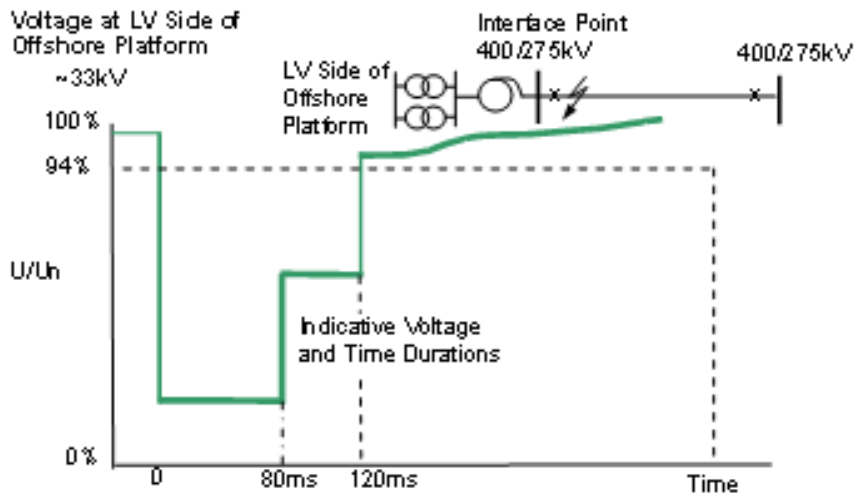 Voltage at LV Side of
Offshore Platform
~33kV
Interface Point
400/275kV
400/275kV
LV Side of
Offshore
Platform
100%
94%
U/Un
Indicative Voltage
and Time Durations
0%
0
80ms
120ms
Time